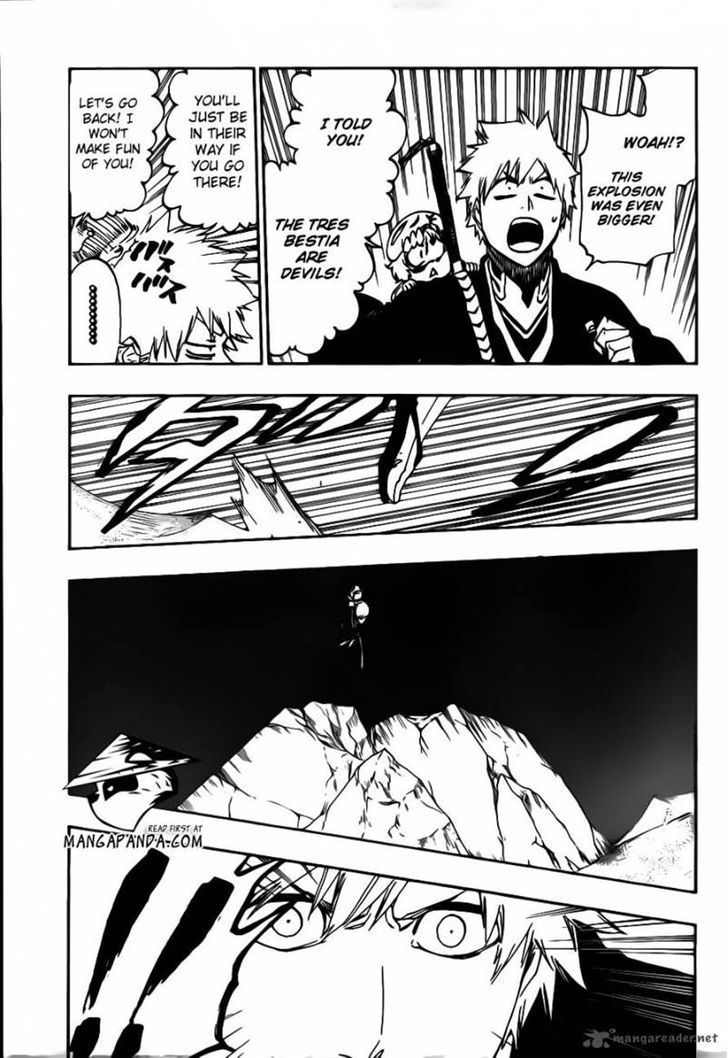 WOAH!?
THIS
EXPLOSION
WAS EVEN
BIGGER!
I TOLD
YOU!
THE TRES
BESTIA
ARE
DEVILS!
YOU'LL
JUST BE
IN THEIR
WAY IF
YOU GO
THERE!
LET'S GO
BACK! I
WON'T
MAKE FUN
OF YOU!
READ FIRST AT
MANGAPANDA.COM
!!
mangareader.net